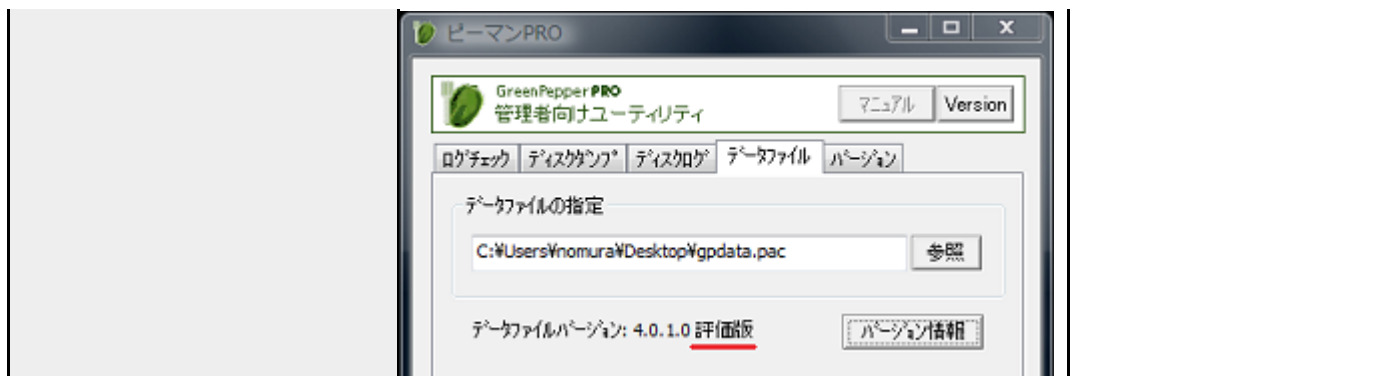 ピーマンPRO
GreenPepper PRO
管理者向けユーティリティ
マニュアル Version
ログチェック ディスクダンプ ディスクログ データファイル バージョン
データファイルの指定
C:¥Users¥nomura¥Desktop¥gpdata.pac 参照
データファイルバージョン: 4.0.1.0 評価版 バージョン情報